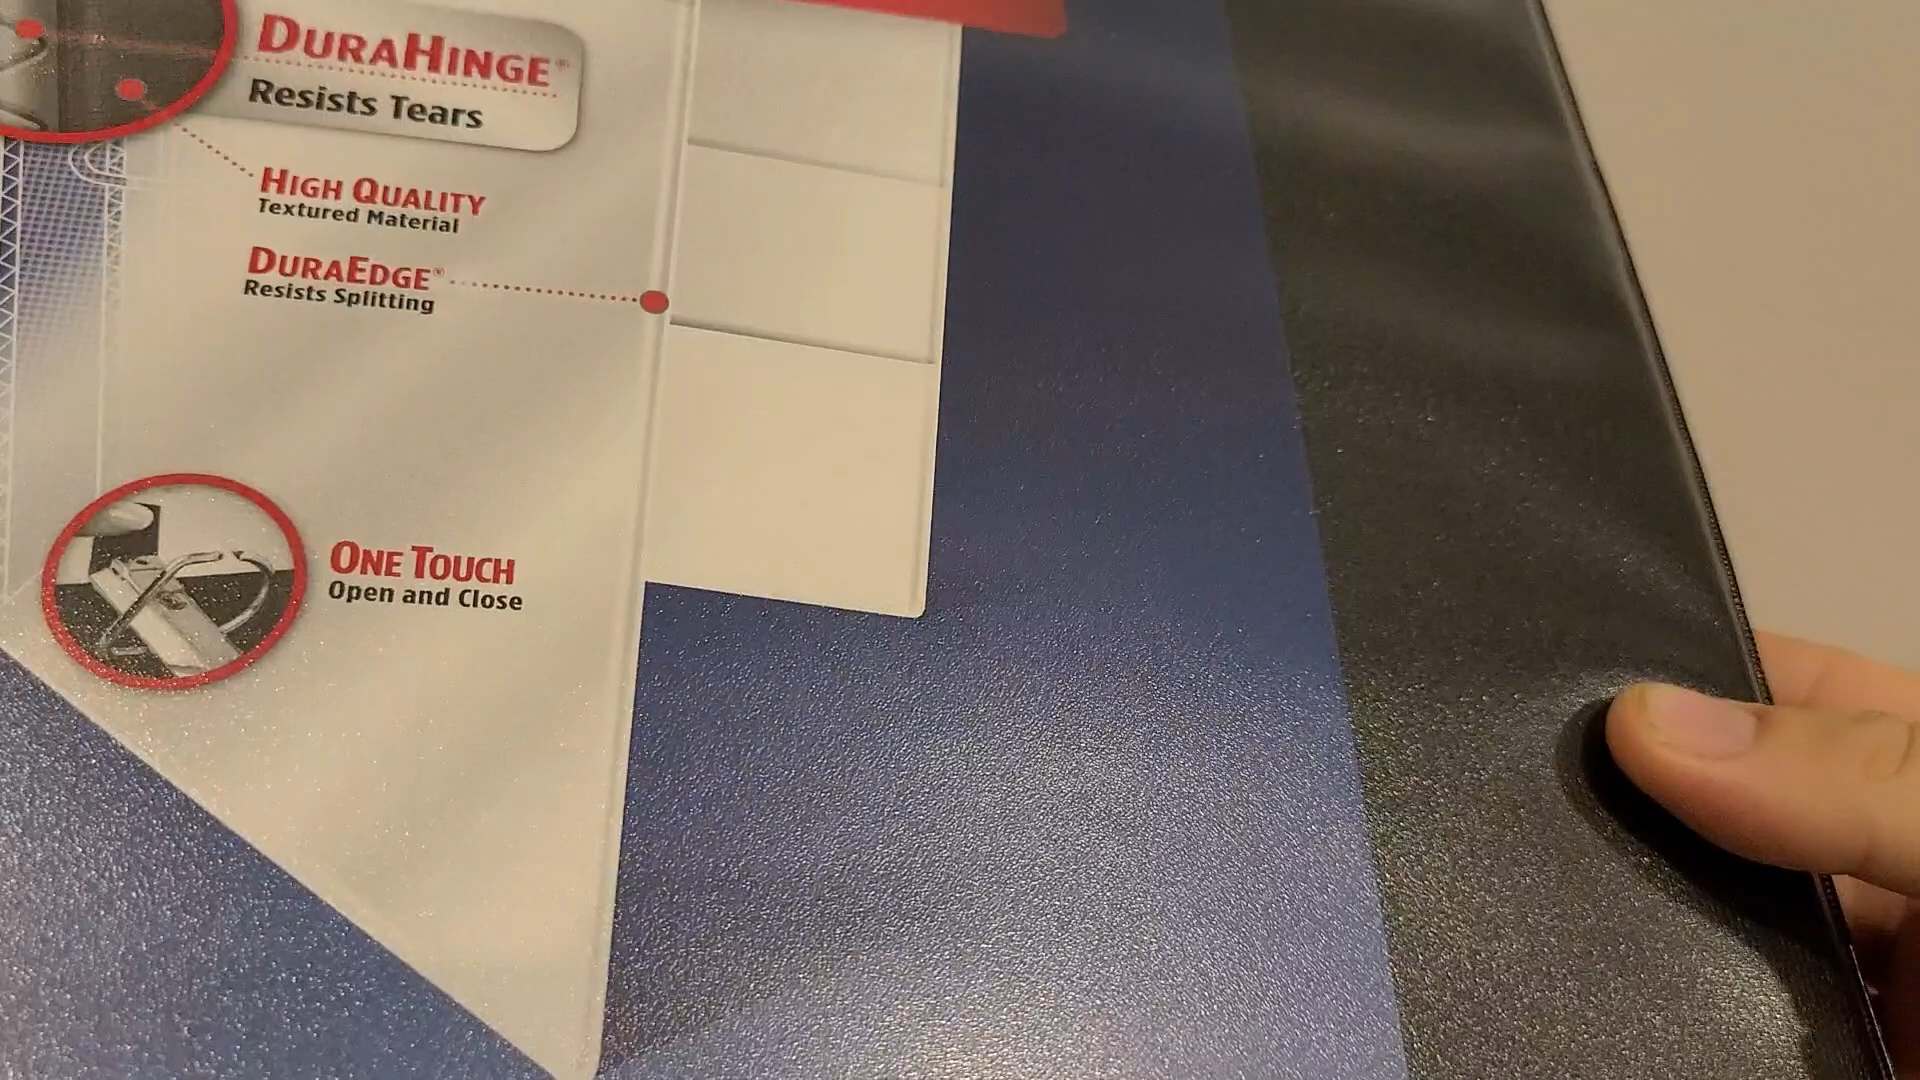 DURAHINGE®
Resists Tears
HIGH QUALITY
Textured Material
DURAEDGE®
Resists Splitting
ONE TOUCH
Open and Close